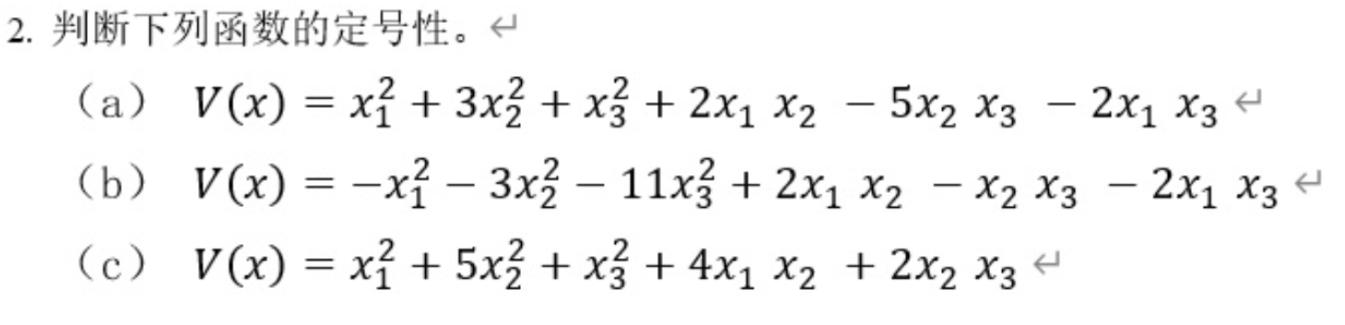 2. 判断下列函数的定号性。↵
（a） V(x) = x₁² + 3x₂² + x₃² + 2x₁ x₂ − 5x₂ x₃ − 2x₁ x₃ ↵
（b） V(x) = −x₁² − 3x₂² − 11x₃² + 2x₁ x₂ − x₂ x₃ − 2x₁ x₃ ↵
（c） V(x) = x₁² + 5x₂² + x₃² + 4x₁ x₂ + 2x₂ x₃ ↵